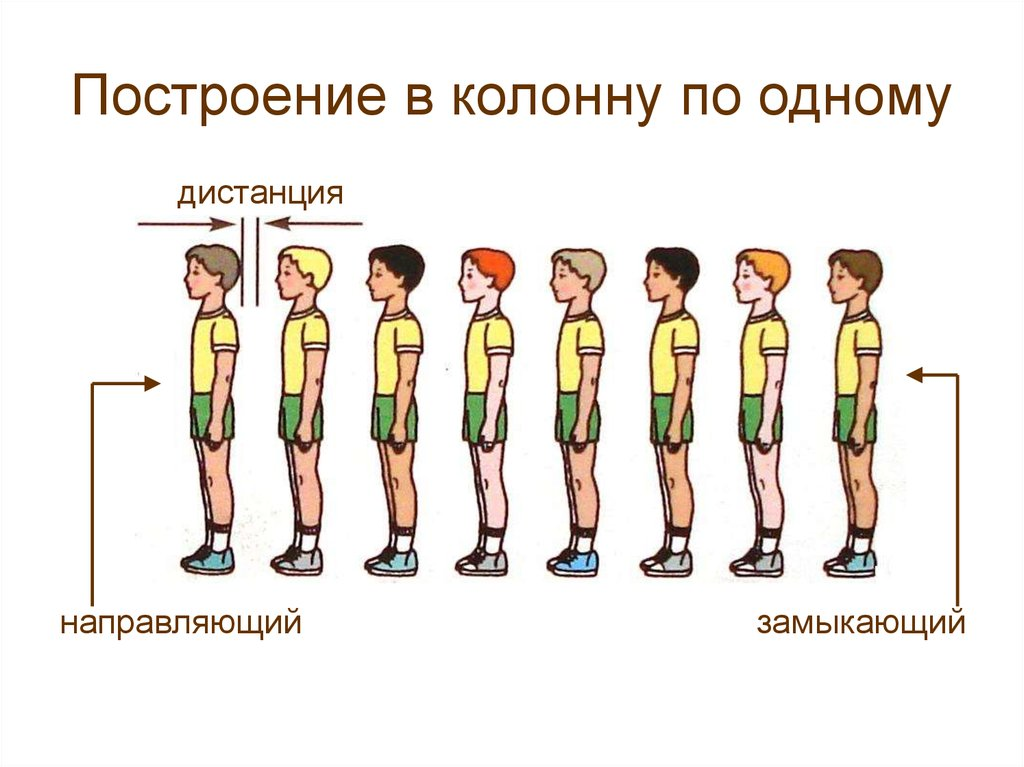 Построение в колонну по одному
дистанция
направляющий
замыкающий